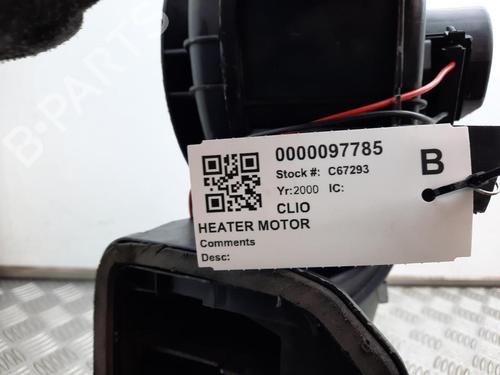 0000097785
Stock #: C67293
B
Yr:2000 IC:
CLIO
HEATER MOTOR
Comments
Desc:
B-PARTS